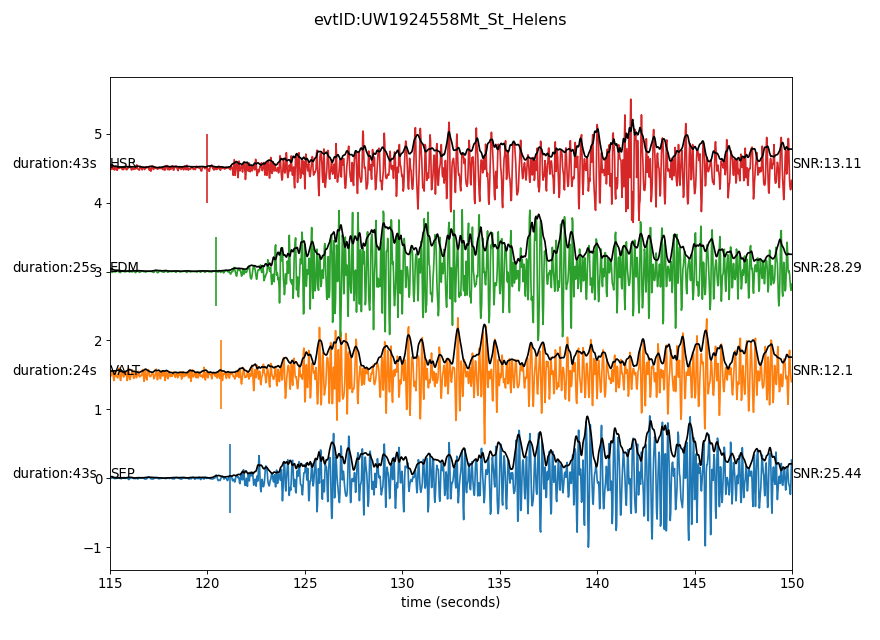 evtID:UW1924558Mt_St_Helens
5
duration:43s HSR SNR:13.11
4
duration:25s 3 EDM SNR:28.29
2
duration:24s VALT SNR:12.1
1
duration:43s 0 SEP SNR:25.44
−1
115 120 125 130 135 140 145 150
time (seconds)